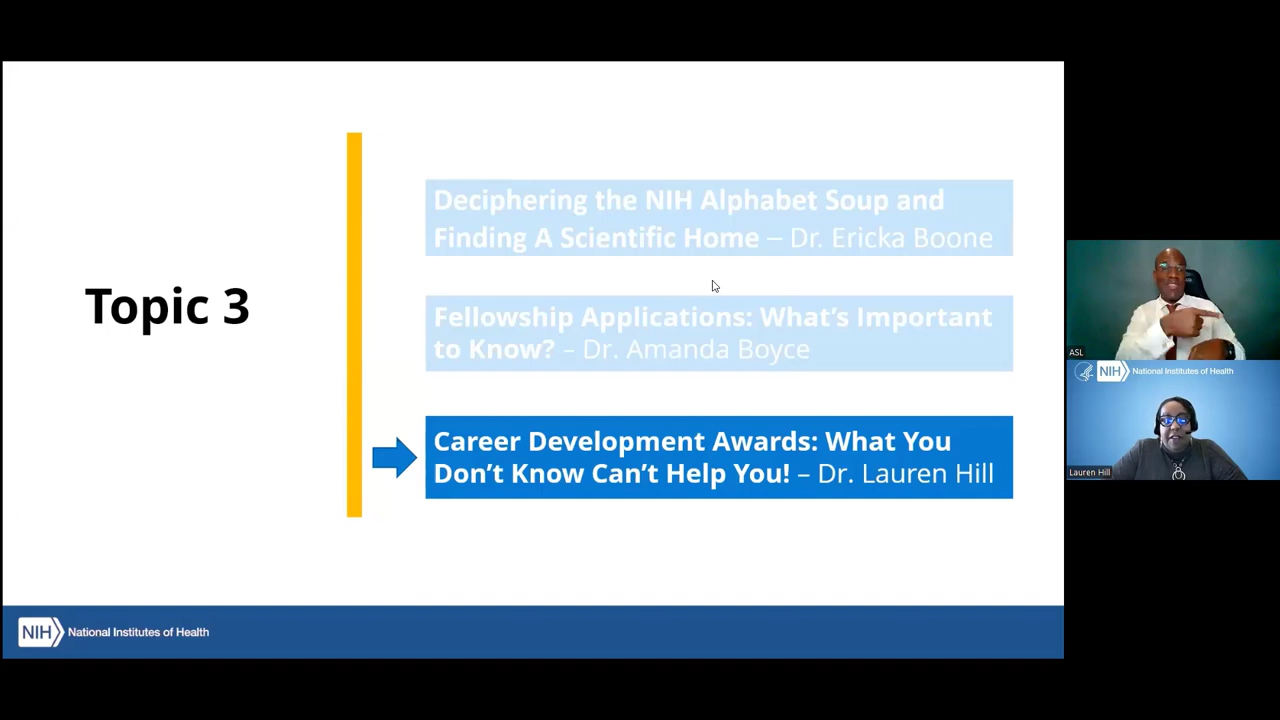 Topic 3
Deciphering the NIH Alphabet Soup and
Finding A Scientific Home – Dr. Ericka Boone
Fellowship Applications: What's Important
to Know? – Dr. Amanda Boyce
Career Development Awards: What You
Don't Know Can't Help You! – Dr. Lauren Hill
NIH National Institutes of Health
ASL
NIH National Institutes of Health
Lauren Hill